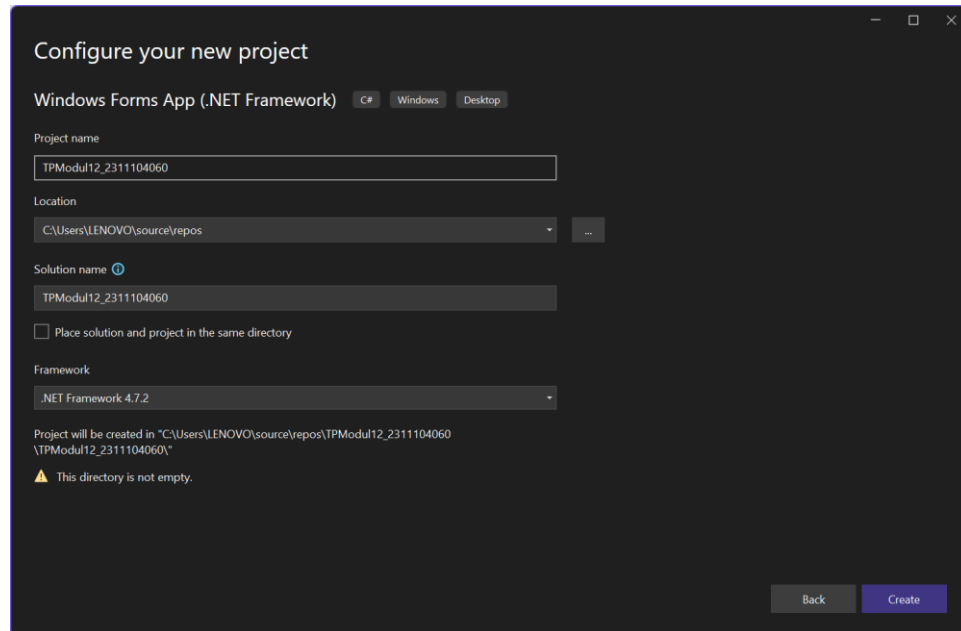 Configure your new project
Windows Forms App (.NET Framework) C# Windows Desktop
Project name
TPModul12_2311104060
Location
C:\Users\LENOVO\source\repos
...
Solution name
TPModul12_2311104060
Place solution and project in the same directory
Framework
.NET Framework 4.7.2
Project will be created in "C:\Users\LENOVO\source\repos\TPModul12_2311104060
\TPModul12_2311104060\"
This directory is not empty.
Back Create